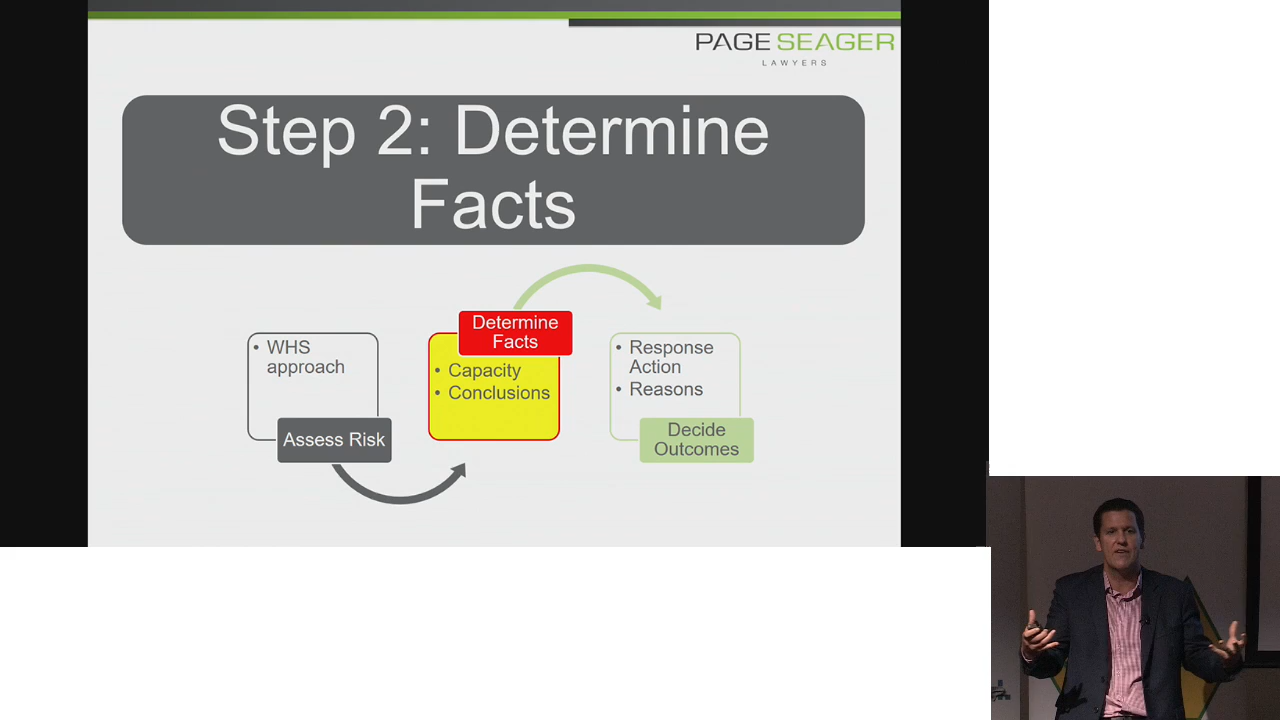 PAGE SEAGER
LAWYERS
Step 2: Determine
Facts
• WHS
approach
Assess Risk
Determine
Facts
• Capacity
• Conclusions
• Response
Action
• Reasons
Decide
Outcomes